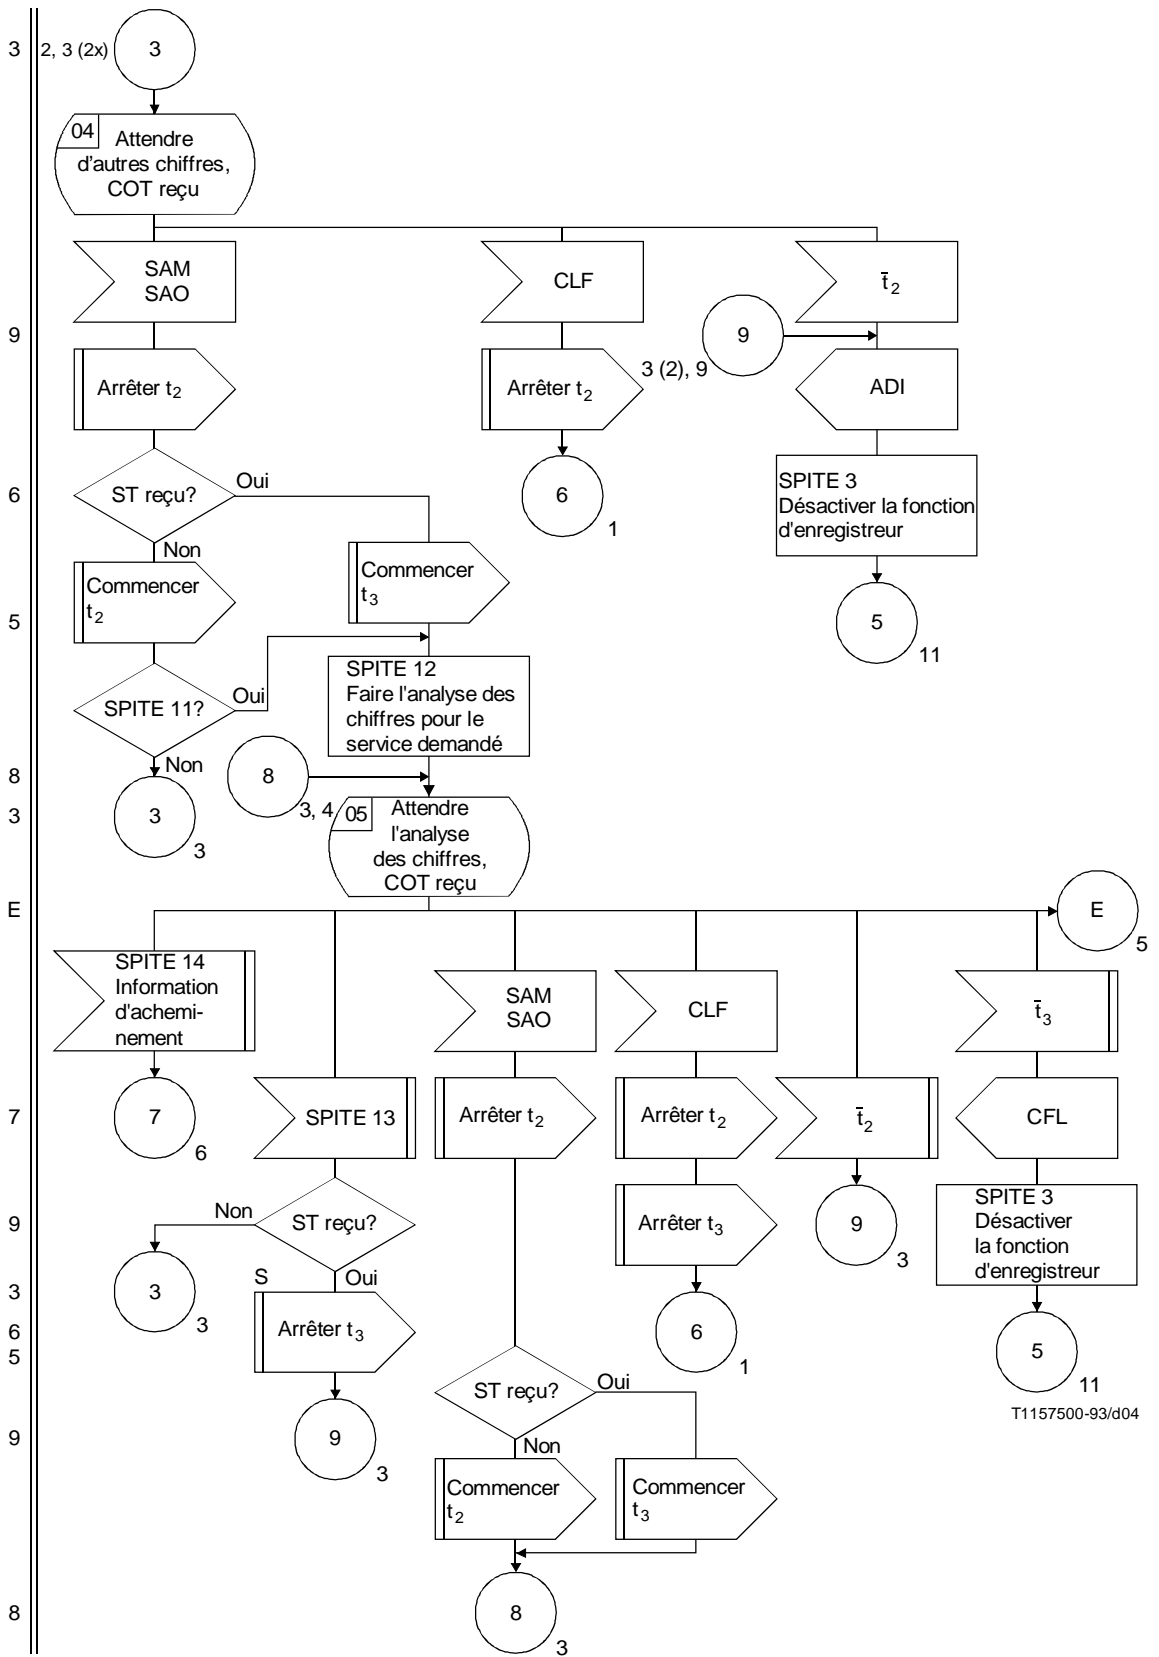 3
2, 3 (2x)
3
04
Attendre
d'autres chiffres,
COT reçu
SAM
SAO
CLF
t̄2
9
9
Arrêter t2
Arrêter t2
3 (2), 9
ADI
6
ST reçu?
Oui
Non
6
1
SPITE 3
Désactiver la fonction
d'enregistreur
Commencer
t2
Commencer
t3
5
5
11
SPITE 11?
Oui
Non
SPITE 12
Faire l'analyse des
chiffres pour le
service demandé
8
8
3, 4
3
3
3
05
Attendre
l'analyse
des chiffres,
COT reçu
E
E
5
SPITE 14
Information
d'achemi-
nement
SAM
SAO
CLF
t̄3
7
7
6
SPITE 13
Arrêter t2
Arrêter t2
t̄2
CFL
9
Non
ST reçu?
Oui
Arrêter t3
9
3
SPITE 3
Désactiver
la fonction
d'enregistreur
3
3
3
S
Arrêter t3
6
6
1
5
5
11
T1157500-93/d04
ST reçu?
Oui
Non
9
9
3
Commencer
t2
Commencer
t3
8
8
3